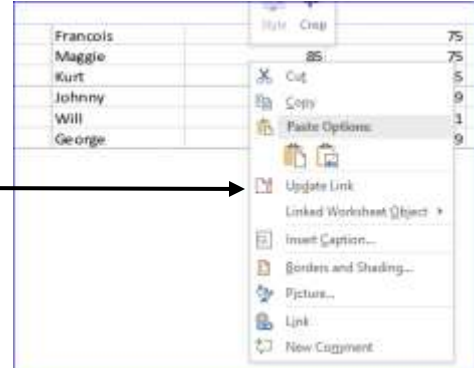 Style Crop
Francois 75
Maggie 85 75
Kurt 5
Johnny 9
Will 1
George 9
Cut
Copy
Paste Options:
Update Link
Linked Worksheet Object
Insert Caption...
Borders and Shading...
Picture...
Link
New Comment